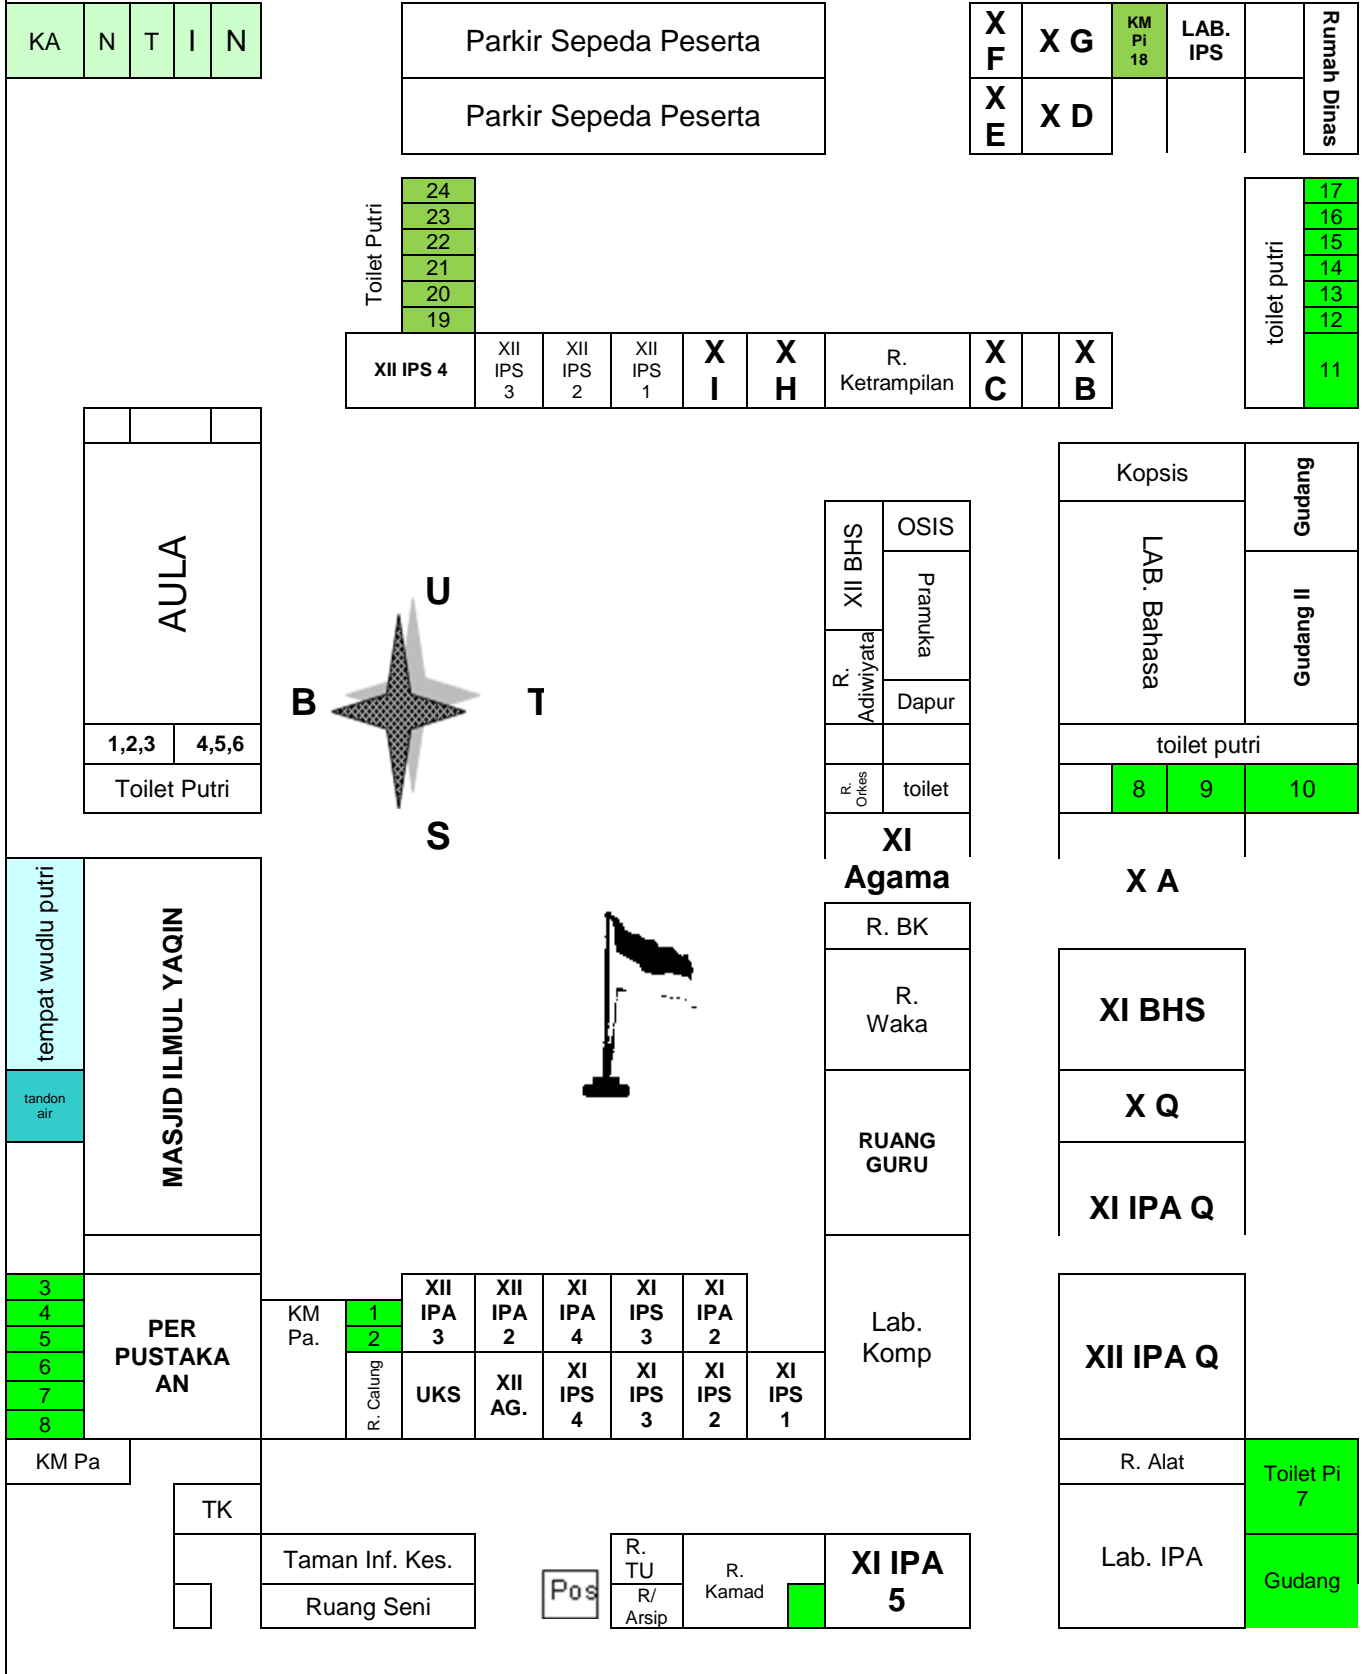 KA N T I N
Parkir Sepeda Peserta
Parkir Sepeda Peserta
X
F
X G
KM
Pi
18
LAB.
IPS
Rumah Dinas
X
E
X D
Toilet Putri
24
23
22
21
20
19
toilet putri
17
16
15
14
13
12
11
XII IPS 4
XII
IPS
3
XII
IPS
2
XII
IPS
1
X
I
X
H
R.
Ketrampilan
X
C
X
B
AULA
1,2,3
4,5,6
Toilet Putri
U
B
T
S
XII BHS
OSIS
Pramuka
R.
Adiwiyata
Dapur
R.
Orkes
toilet
XI
Agama
R. BK
R.
Waka
RUANG
GURU
Lab.
Komp
Kopsis
Gudang
LAB. Bahasa
Gudang II
toilet putri
8
9
10
X A
XI BHS
X Q
XI IPA Q
XII IPA Q
R. Alat
Toilet Pi
7
Lab. IPA
Gudang
tempat wudlu putri
MASJID ILMUL YAQIN
tandon
air
3
4
5
6
7
8
PER
PUSTAKA
AN
KM Pa
KM
Pa.
1
2
R. Calung
XII
IPA
3
XII
IPA
2
XI
IPA
4
XI
IPS
3
XI
IPA
2
UKS
XII
AG.
XI
IPS
4
XI
IPS
3
XI
IPS
2
XI
IPS
1
TK
Taman Inf. Kes.
Ruang Seni
Pos
R.
TU
R/
Arsip
R.
Kamad
XI IPA
5